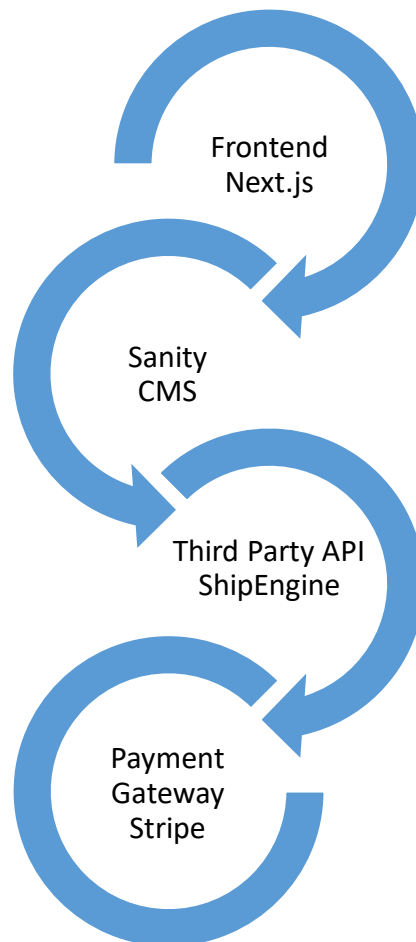 Frontend
Next.js
Sanity
CMS
Third Party API
ShipEngine
Payment
Gateway
Stripe